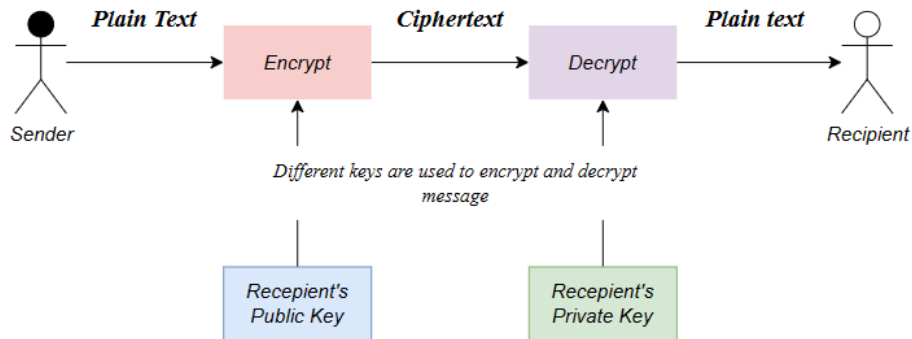 Plain Text
Ciphertext
Plain text
Encrypt
Decrypt
Sender
Recipient
Different keys are used to encrypt and decrypt
message
Recepient's
Public Key
Recepient's
Private Key